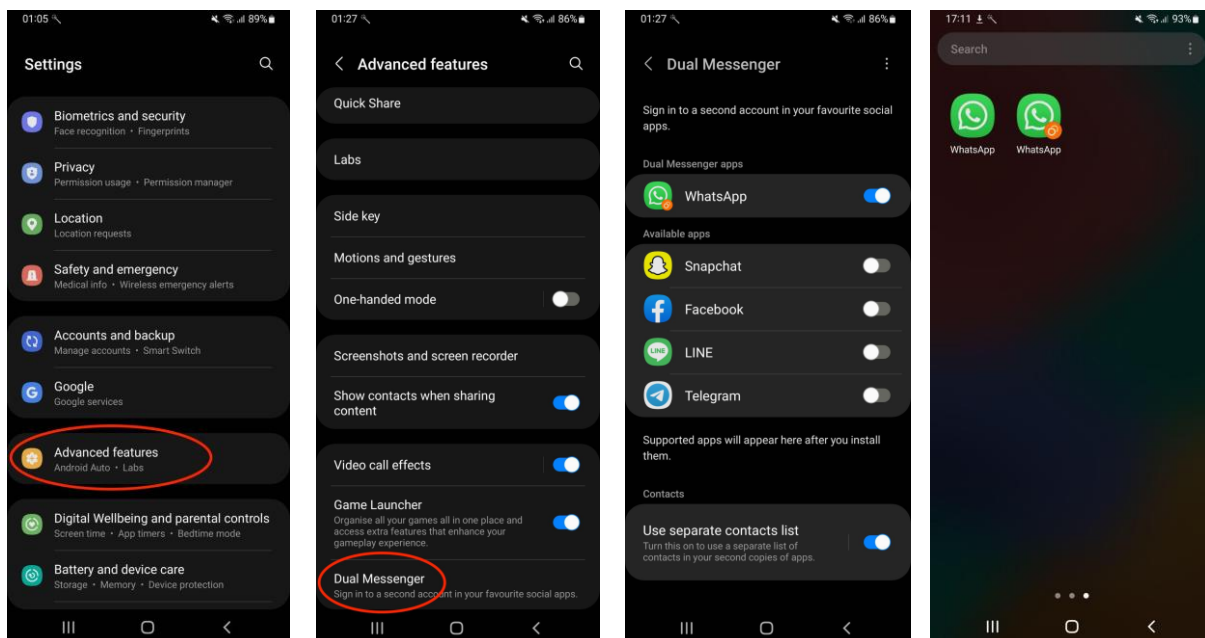 01:05
89%
Settings
Biometrics and security
Face recognition • Fingerprints
Privacy
Permission usage • Permission manager
Location
Location requests
Safety and emergency
Medical info • Wireless emergency alerts
Accounts and backup
Manage accounts • Smart Switch
Google
Google services
Advanced features
Android Auto • Labs
Digital Wellbeing and parental controls
Screen time • App timers • Bedtime mode
Battery and device care
Storage • Memory • Device protection
01:27
86%
Advanced features
Quick Share
Labs
Side key
Motions and gestures
One-handed mode
Screenshots and screen recorder
Show contacts when sharing
content
Video call effects
Game Launcher
Organise all your games all in one place and
access extra features that enhance your
gameplay experience.
Dual Messenger
Sign in to a second account in your favourite social apps.
01:27
86%
Dual Messenger
Sign in to a second account in your favourite social
apps.
Dual Messenger apps
WhatsApp
Available apps
Snapchat
Facebook
LINE
LINE
Telegram
Supported apps will appear here after you install
them.
Contacts
Use separate contacts list
Turn this on to use a separate list of
contacts in your second copies of apps.
17:11
93%
Search
WhatsApp WhatsApp